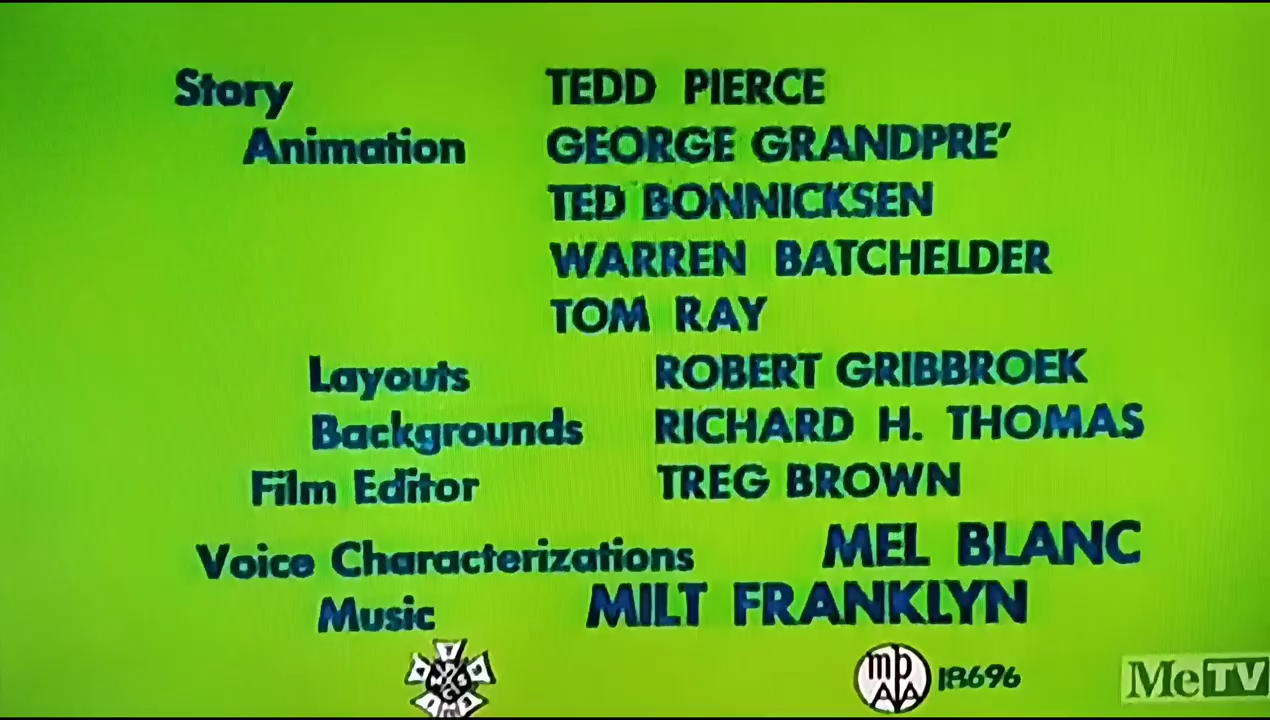 Story TEDD PIERCE
Animation GEORGE GRANDPRE'
TED BONNICKSEN
WARREN BATCHELDER
TOM RAY
Layouts ROBERT GRIBBROEK
Backgrounds RICHARD H. THOMAS
Film Editor TREG BROWN
Voice Characterizations MEL BLANC
Music MILT FRANKLYN
mpAA 18696
MeTV